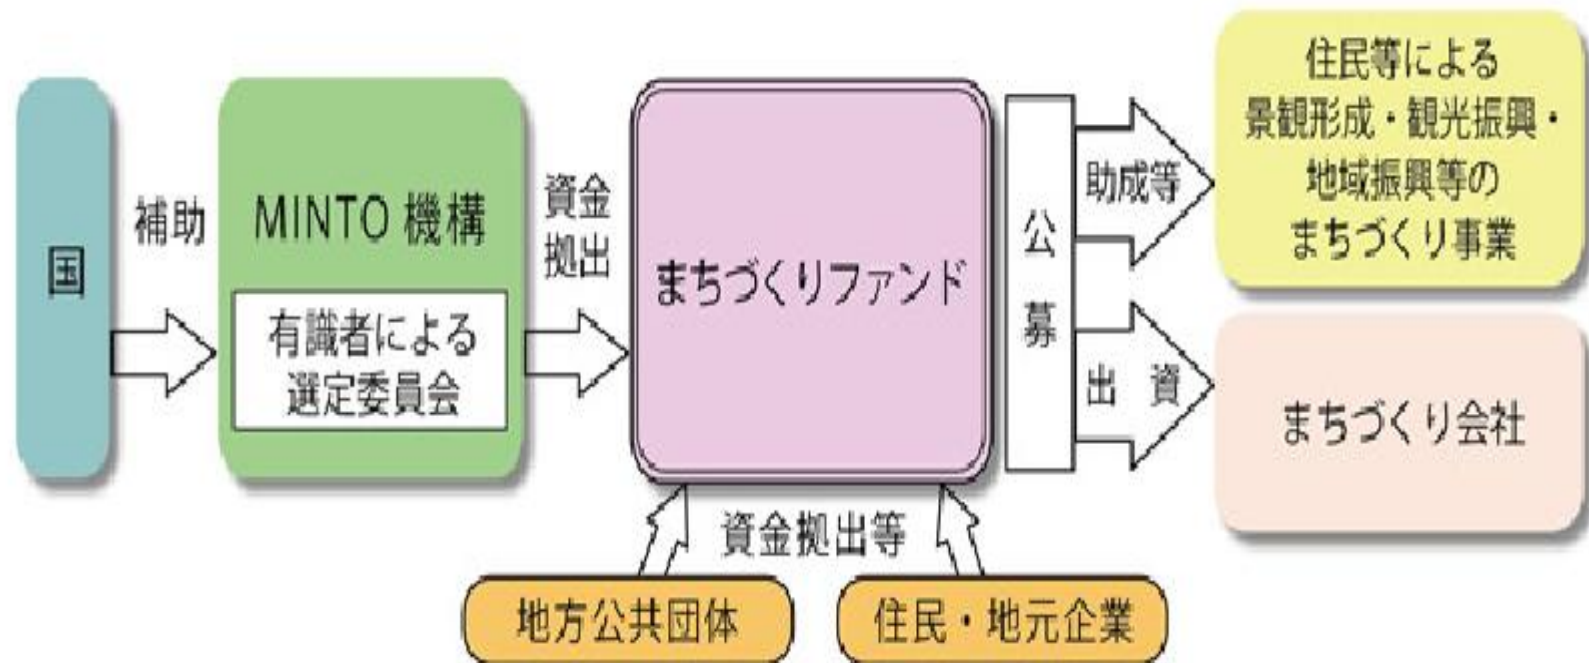 国
補助
MINTO 機構
有識者による
選定委員会
資金
拠出
まちづくりファンド
公募
助成等
出資
住民等による
景観形成・観光振興・
地域振興等の
まちづくり事業
まちづくり会社
資金拠出等
地方公共団体
住民・地元企業